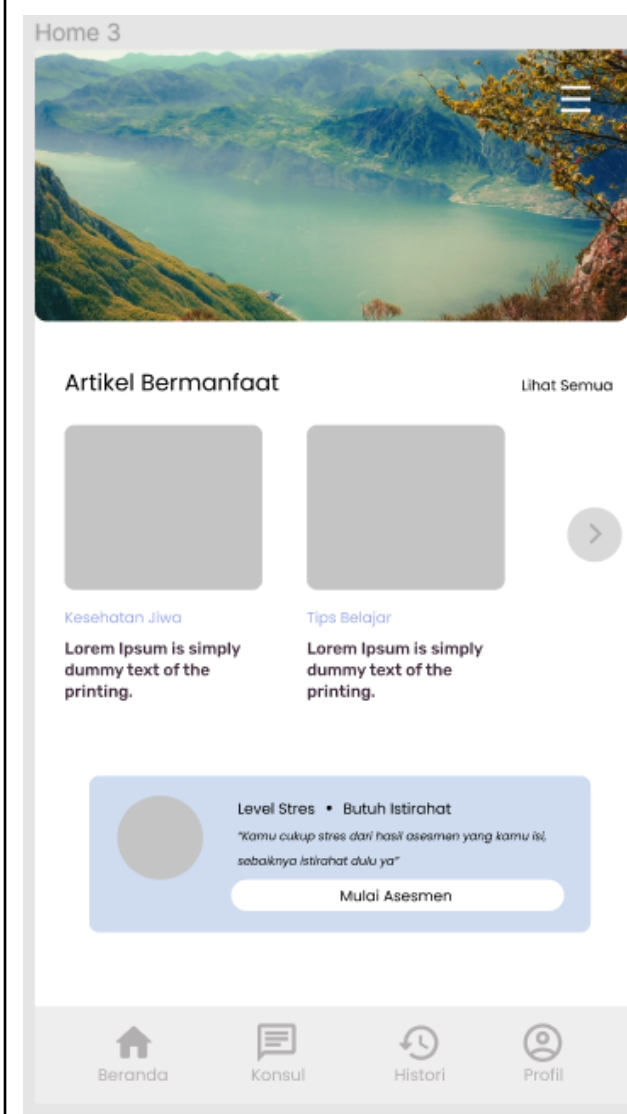 Home 3
Artikel Bermanfaat
Lihat Semua
Kesehatan Jiwa
Lorem Ipsum is simply
dummy text of the
printing.
Tips Belajar
Lorem Ipsum is simply
dummy text of the
printing.
Level Stres • Butuh Istirahat
"Kamu cukup stres dari hasil asesmen yang kamu isi,
sebaiknya istirahat dulu ya"
Mulai Asesmen
Beranda
Konsul
Histori
Profil